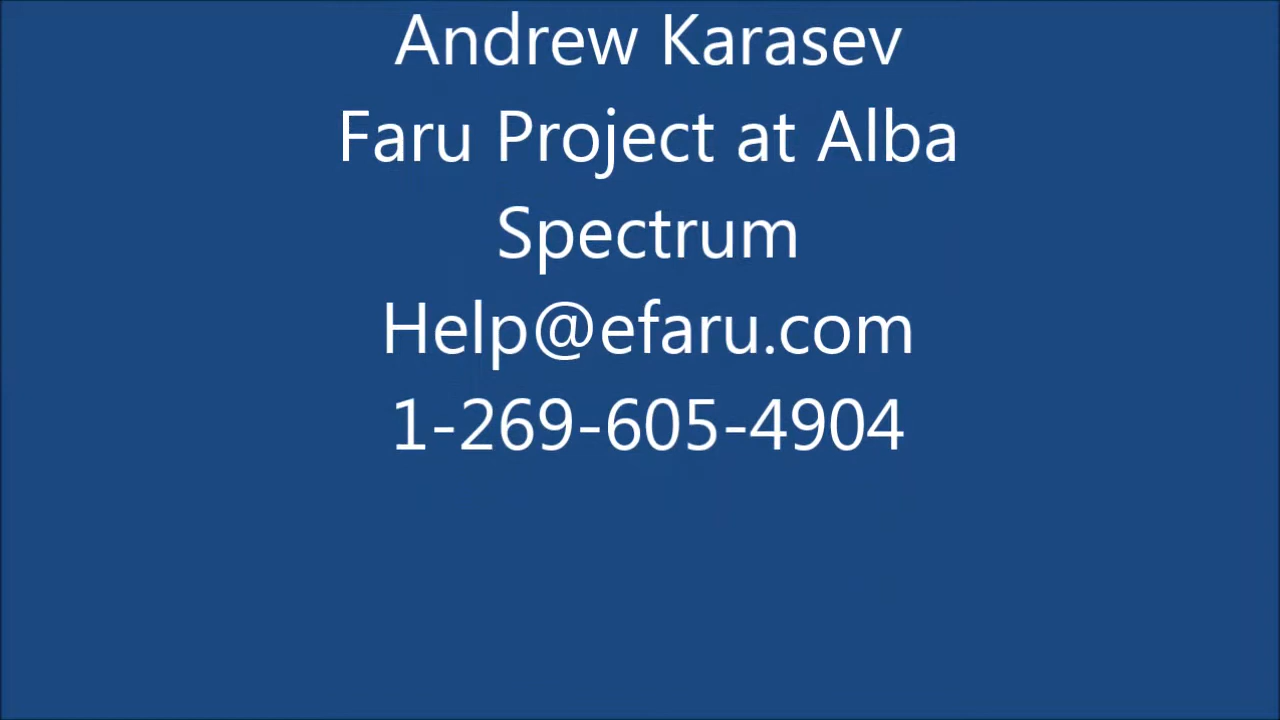 Andrew Karasev
Faru Project at Alba
Spectrum
Help@efaru.com
1-269-605-4904